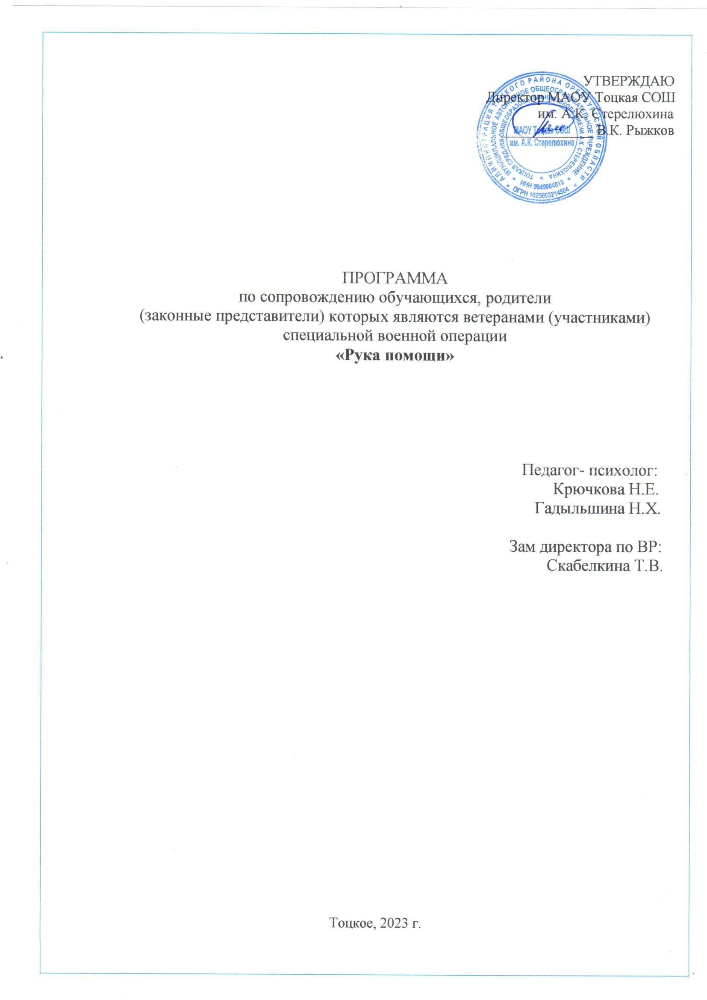 УТВЕРЖДАЮ
Директор МАОУ Тоцкая СОШ
им. А.К. Стерелюхина
В.К. Рыжков
АДМИНИСТРАЦИЯ ТОЦКОГО РАЙОНА ОРЕНБУРГСКОЙ ОБЛАСТИ
* ОГРН 1025603214504 *
МУНИЦИПАЛЬНОЕ АВТОНОМНОЕ ОБЩЕОБРАЗОВАТЕЛЬНОЕ УЧРЕЖДЕНИЕ
* ИНН 5649004813 *
ТОЦКАЯ СРЕДНЯЯ ОБЩЕОБРАЗОВАТЕЛЬНАЯ ШКОЛА ИМЕНИ А.К. СТЕРЕЛЮХИНА *
МАОУ Тоцкая СОШ
им. А.К. Стерелюхина
ПРОГРАММА
по сопровождению обучающихся, родители
(законные представители) которых являются ветеранами (участниками)
специальной военной операции
«Рука помощи»
Педагог- психолог:
Крючкова Н.Е.
Гадыльшина Н.Х.
Зам директора по ВР:
Скабелкина Т.В.
Тоцкое, 2023 г.